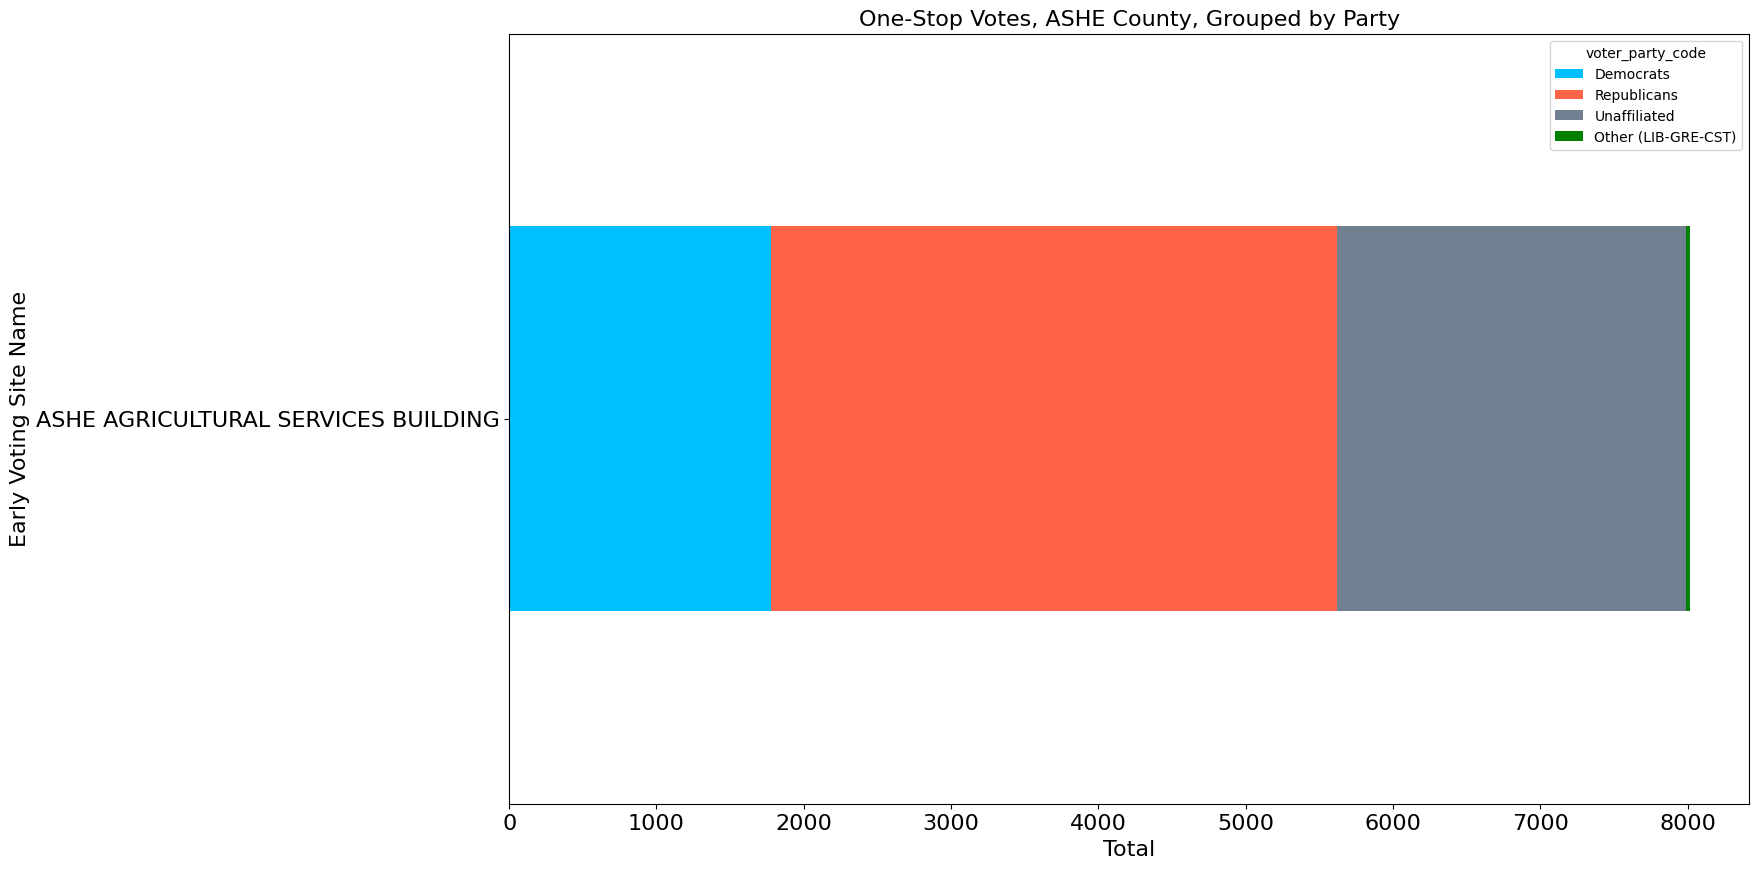 One-Stop Votes, ASHE County, Grouped by Party
voter_party_code
Democrats
Republicans
Unaffiliated
Other (LIB-GRE-CST)
Early Voting Site Name
ASHE AGRICULTURAL SERVICES BUILDING
0 1000 2000 3000 4000 5000 6000 7000 8000
Total